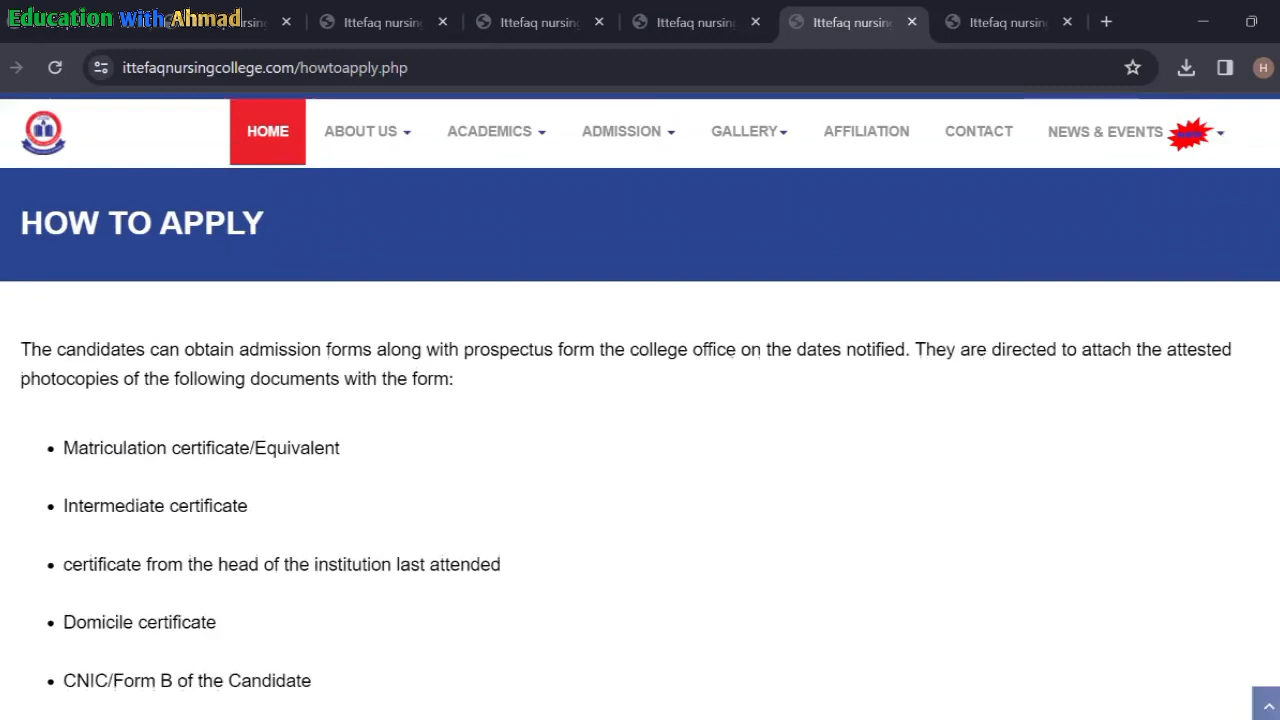 Education With Ahmad
Ittefaq nursing
Ittefaq nursing
Ittefaq nursing
Ittefaq nursing
Ittefaq nursing
ittefaqnursingcollege.com/howtoapply.php
H
HOME
ABOUT US
ACADEMICS
ADMISSION
GALLERY
AFFILIATION
CONTACT
NEWS & EVENTS
HOW TO APPLY
The candidates can obtain admission forms along with prospectus form the college office on the dates notified. They are directed to attach the attested
photocopies of the following documents with the form:
Matriculation certificate/Equivalent
Intermediate certificate
certificate from the head of the institution last attended
Domicile certificate
CNIC/Form B of the Candidate